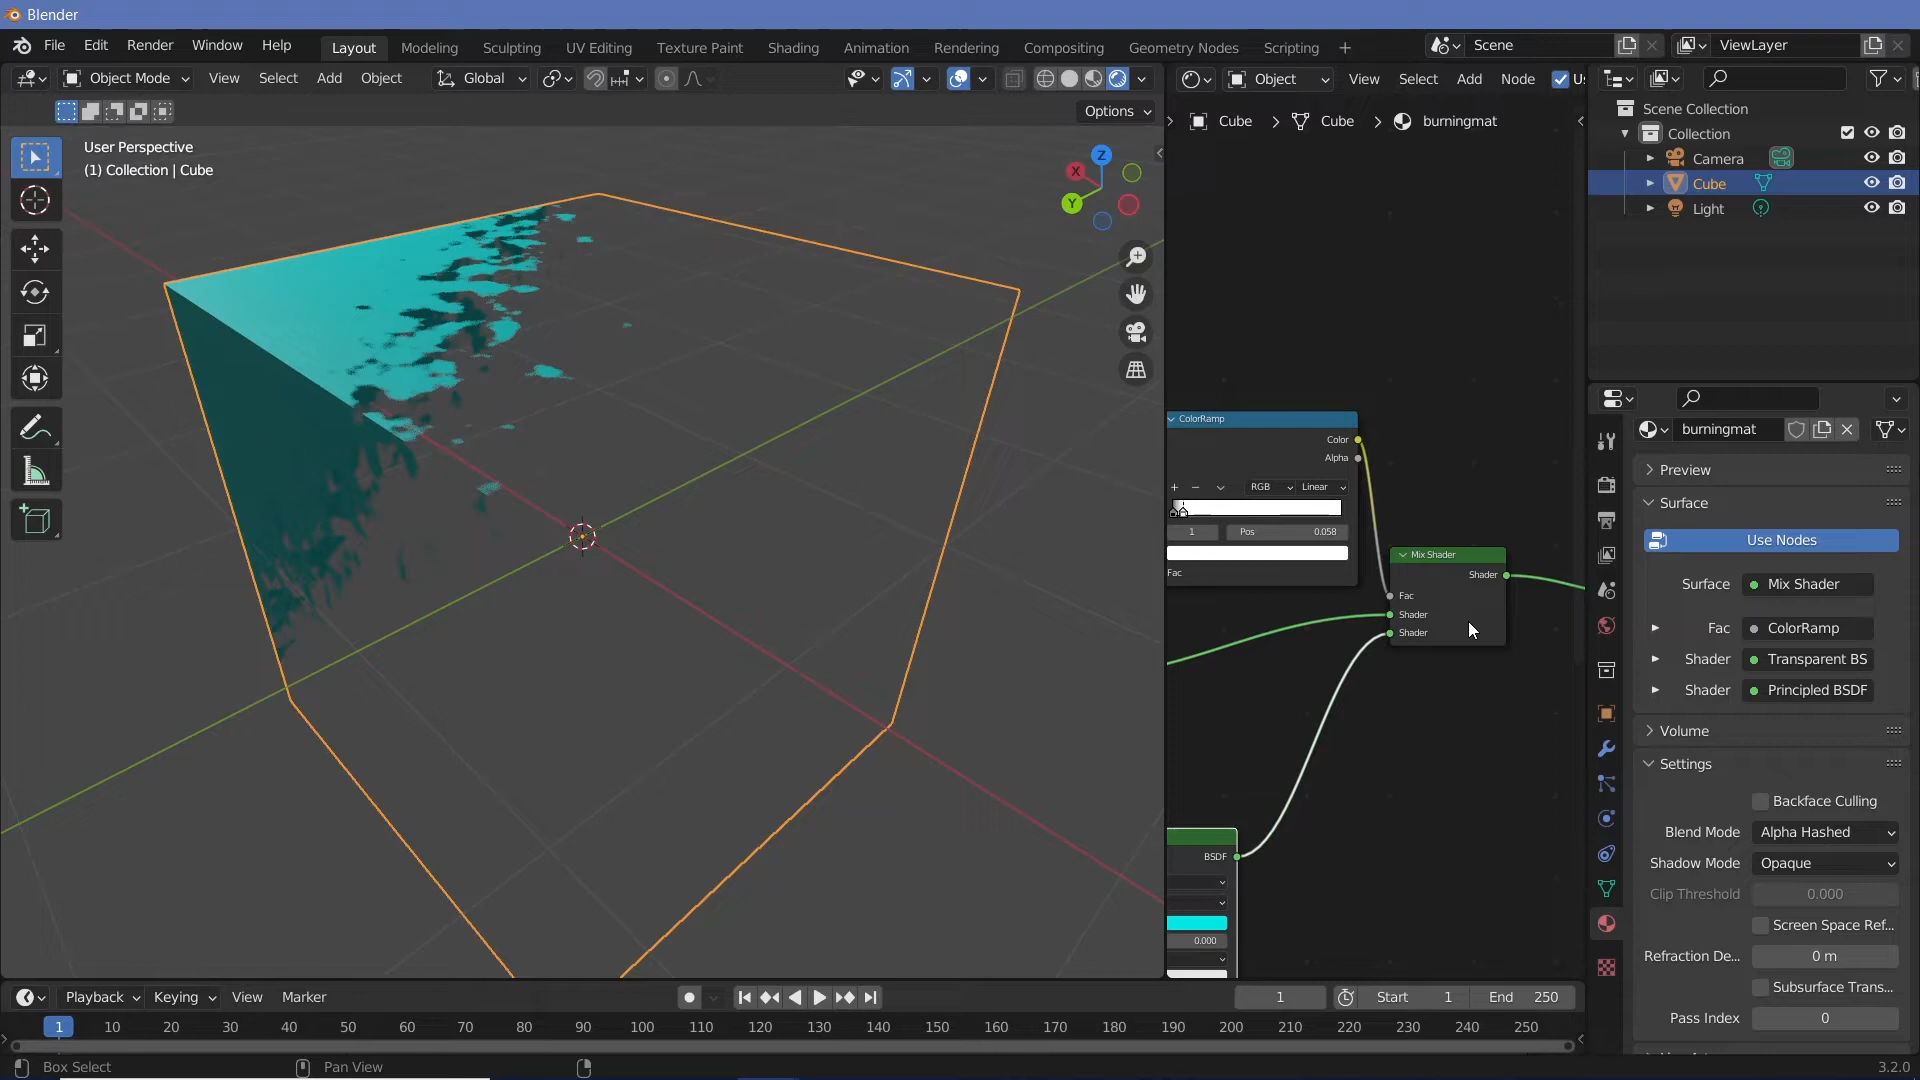 Blender
File Edit Render Window Help
Layout Modeling Sculpting UV Editing Texture Paint Shading Animation Rendering Compositing Geometry Nodes Scripting +
Scene
ViewLayer
Object Mode View Select Add Object Global
Object View Select Add Node
Options
User Perspective
(1) Collection | Cube
X
Y
Z
Cube > Cube > burningmat
Scene Collection
Collection
Camera
Cube
Light
ColorRamp
Color
Alpha
+ −
RGB Linear
1 Pos 0.058
Fac
Mix Shader
Shader
Fac
Shader
Shader
BSDF
0.000
burningmat
Preview
Surface
Use Nodes
Surface Mix Shader
Fac ColorRamp
Shader Transparent BS
Shader Principled BSDF
Volume
Settings
Backface Culling
Blend Mode Alpha Hashed
Shadow Mode Opaque
Clip Threshold 0.000
Screen Space Ref...
Refraction De... 0 m
Subsurface Trans...
Pass Index 0
Playback Keying View Marker
1 Start 1 End 250
1 10 20 30 40 50 60 70 80 90 100 110 120 130 140 150 160 170 180 190 200 210 220 230 240 250
Box Select Pan View
3.2.0